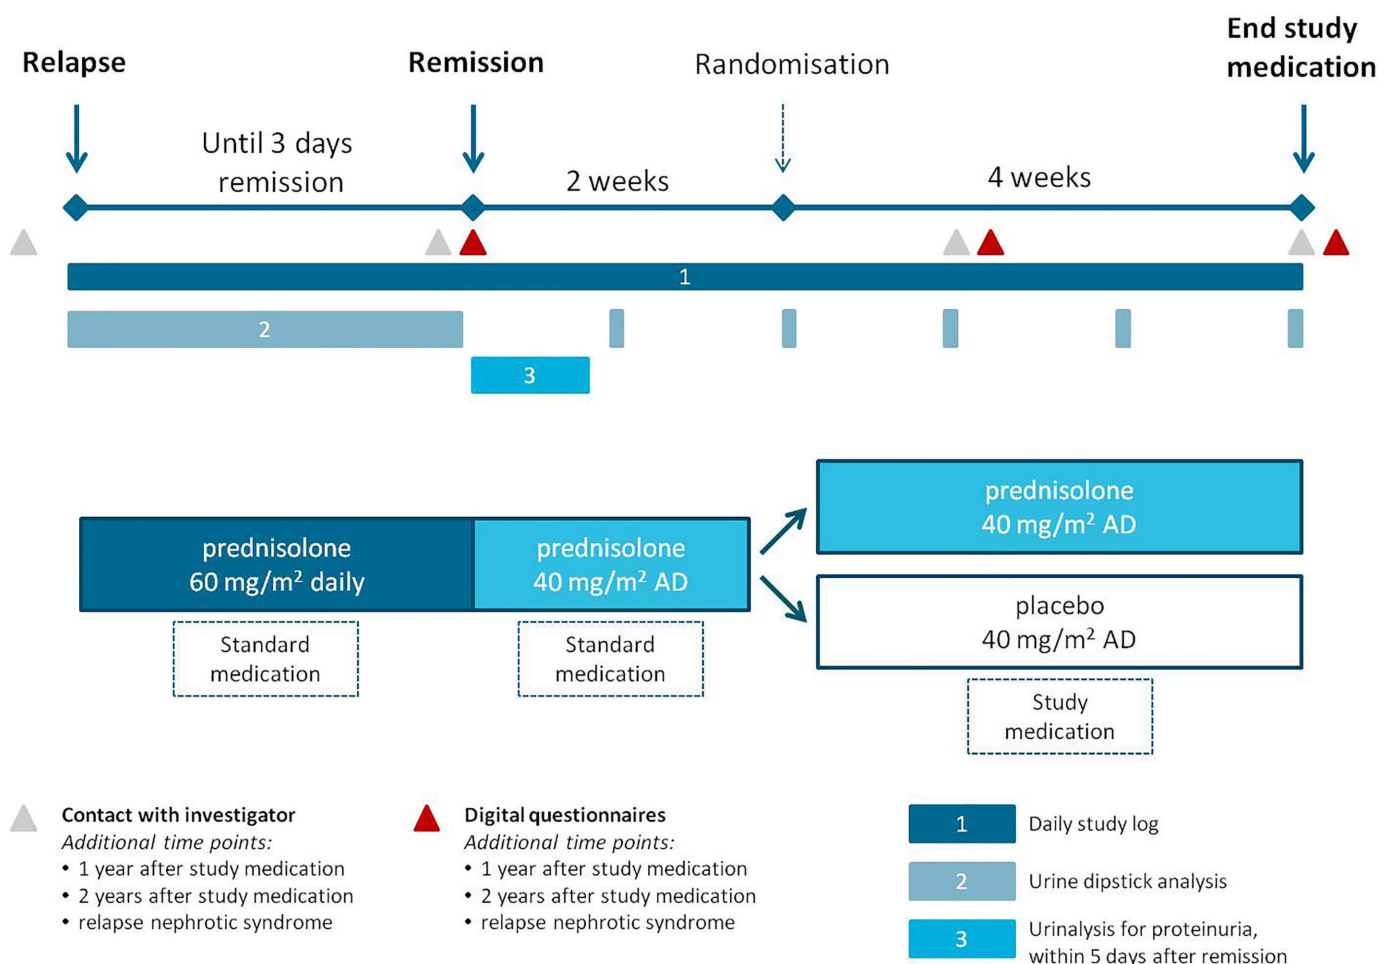 Relapse
Remission
Randomisation
End study
medication
Until 3 days
remission
2 weeks
4 weeks
1
2
3
prednisolone
60 mg/m² daily
prednisolone
40 mg/m² AD
prednisolone
40 mg/m² AD
placebo
40 mg/m² AD
Standard
medication
Standard
medication
Study
medication
Contact with investigator
Additional time points:
• 1 year after study medication
• 2 years after study medication
• relapse nephrotic syndrome
Digital questionnaires
Additional time points:
• 1 year after study medication
• 2 years after study medication
• relapse nephrotic syndrome
1 Daily study log
2 Urine dipstick analysis
3 Urinalysis for proteinuria,
within 5 days after remission